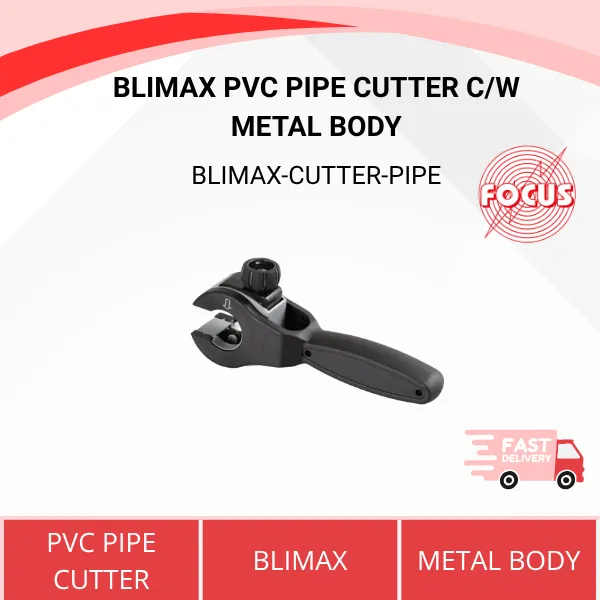 BLIMAX PVC PIPE CUTTER C/W
METAL BODY
BLIMAX-CUTTER-PIPE
FOCUS
FAST
DELIVERY
PVC PIPE
CUTTER
BLIMAX
METAL BODY